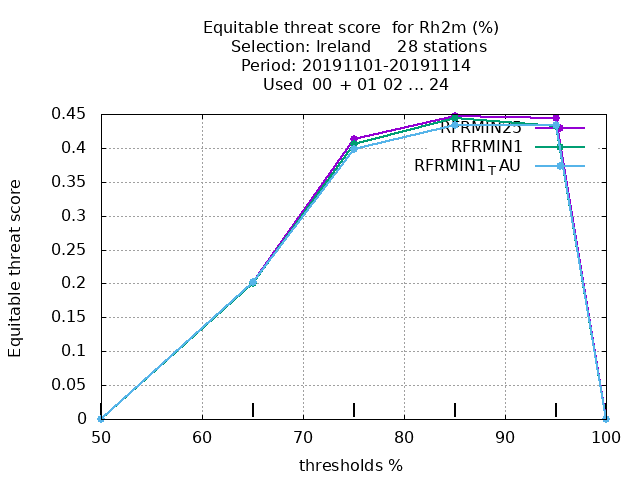 Equitable threat score  for Rh2m (%)
Selection: Ireland     28 stations
Period: 20191101-20191114
Used  00  + 01 02 ... 24
0.45
0.4
0.35
0.3
0.25
0.2
0.15
0.1
0.05
0
Equitable threat score
RFRMIN25
RFRMIN1
RFRMIN1_TAU
50 60 70 80 90 100
thresholds %